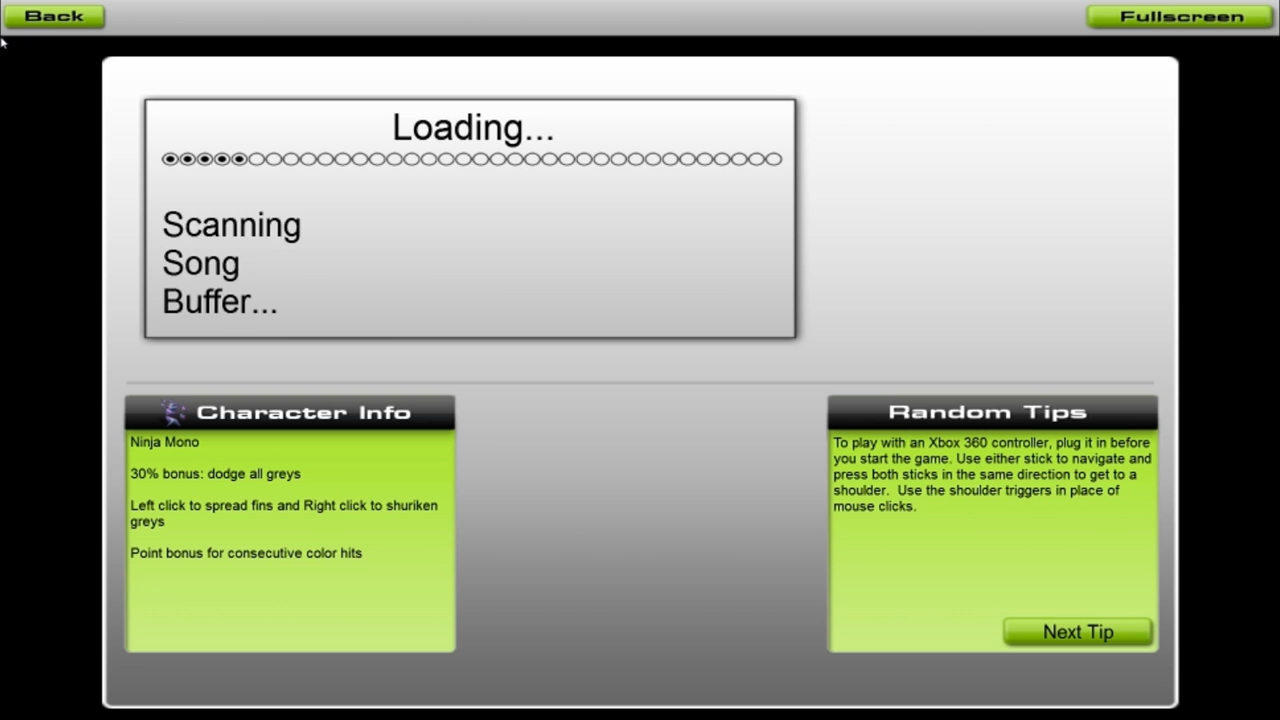 Back
Fullscreen
Loading...
Scanning
Song
Buffer...
Character Info
Ninja Mono
30% bonus: dodge all greys
Left click to spread fins and Right click to shuriken
greys
Point bonus for consecutive color hits
Random Tips
To play with an Xbox 360 controller, plug it in before
you start the game. Use either stick to navigate and
press both sticks in the same direction to get to a
shoulder.  Use the shoulder triggers in place of
mouse clicks.
Next Tip